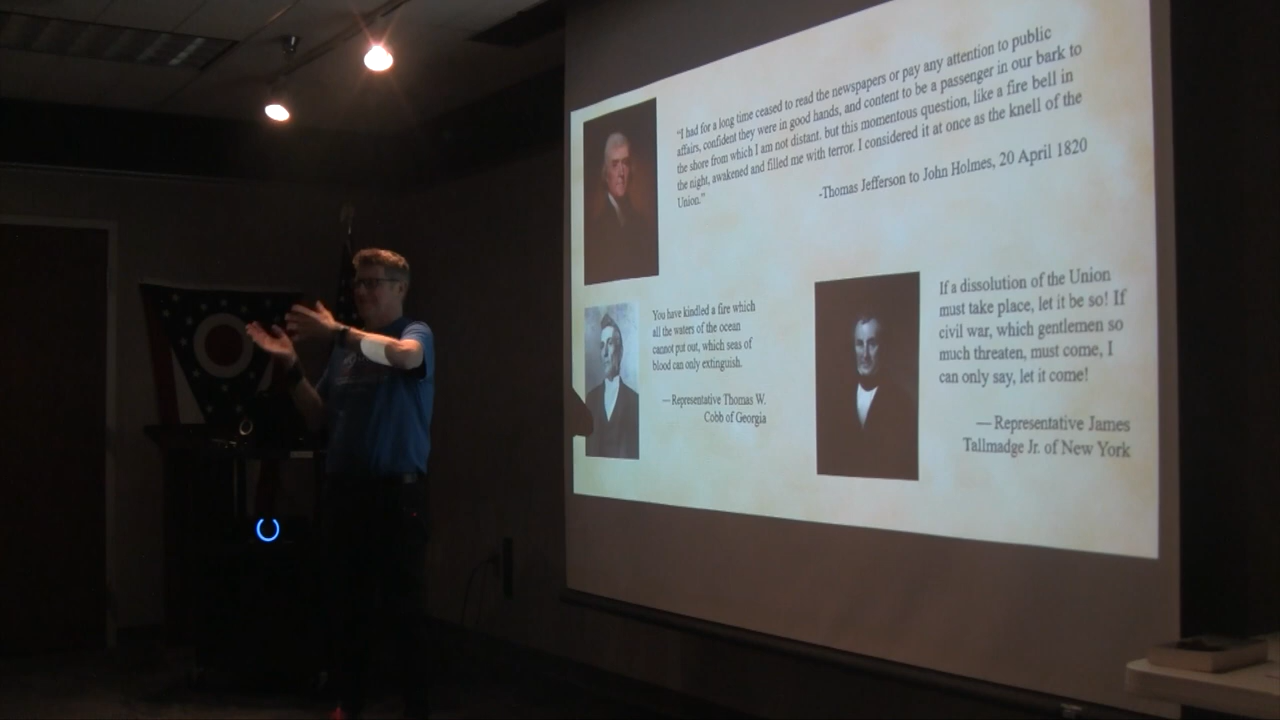 “I had for a long time ceased to read the newspapers or pay any attention to public
affairs, confident they were in good hands, and content to be a passenger in our bark to
the shore from which I am not distant. but this momentous question, like a fire bell in
the night, awakened and filled me with terror. I considered it at once as the knell of the
Union.”
-Thomas Jefferson to John Holmes, 20 April 1820
You have kindled a fire which
all the waters of the ocean
cannot put out, which seas of
blood can only extinguish.
— Representative Thomas W.
Cobb of Georgia
If a dissolution of the Union
must take place, let it be so! If
civil war, which gentlemen so
much threaten, must come, I
can only say, let it come!
— Representative James
Tallmadge Jr. of New York